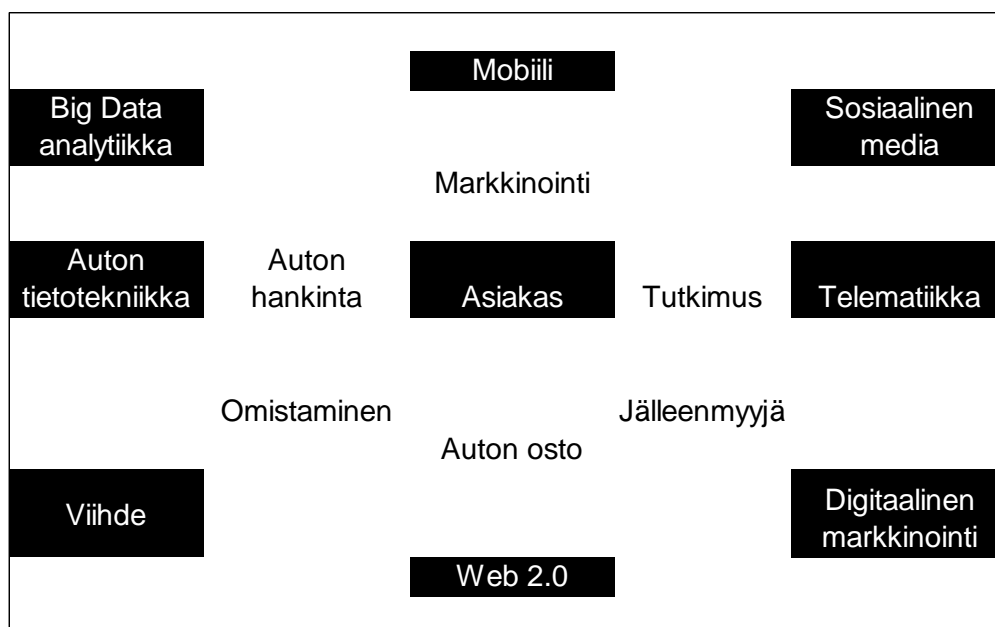 Mobiili
Big Data
analytiikka
Sosiaalinen
media
Markkinointi
Auton
tietotekniikka
Auton
hankinta
Asiakas
Tutkimus
Telematiikka
Omistaminen
Jälleenmyyjä
Auton osto
Viihde
Digitaalinen
markkinointi
Web 2.0